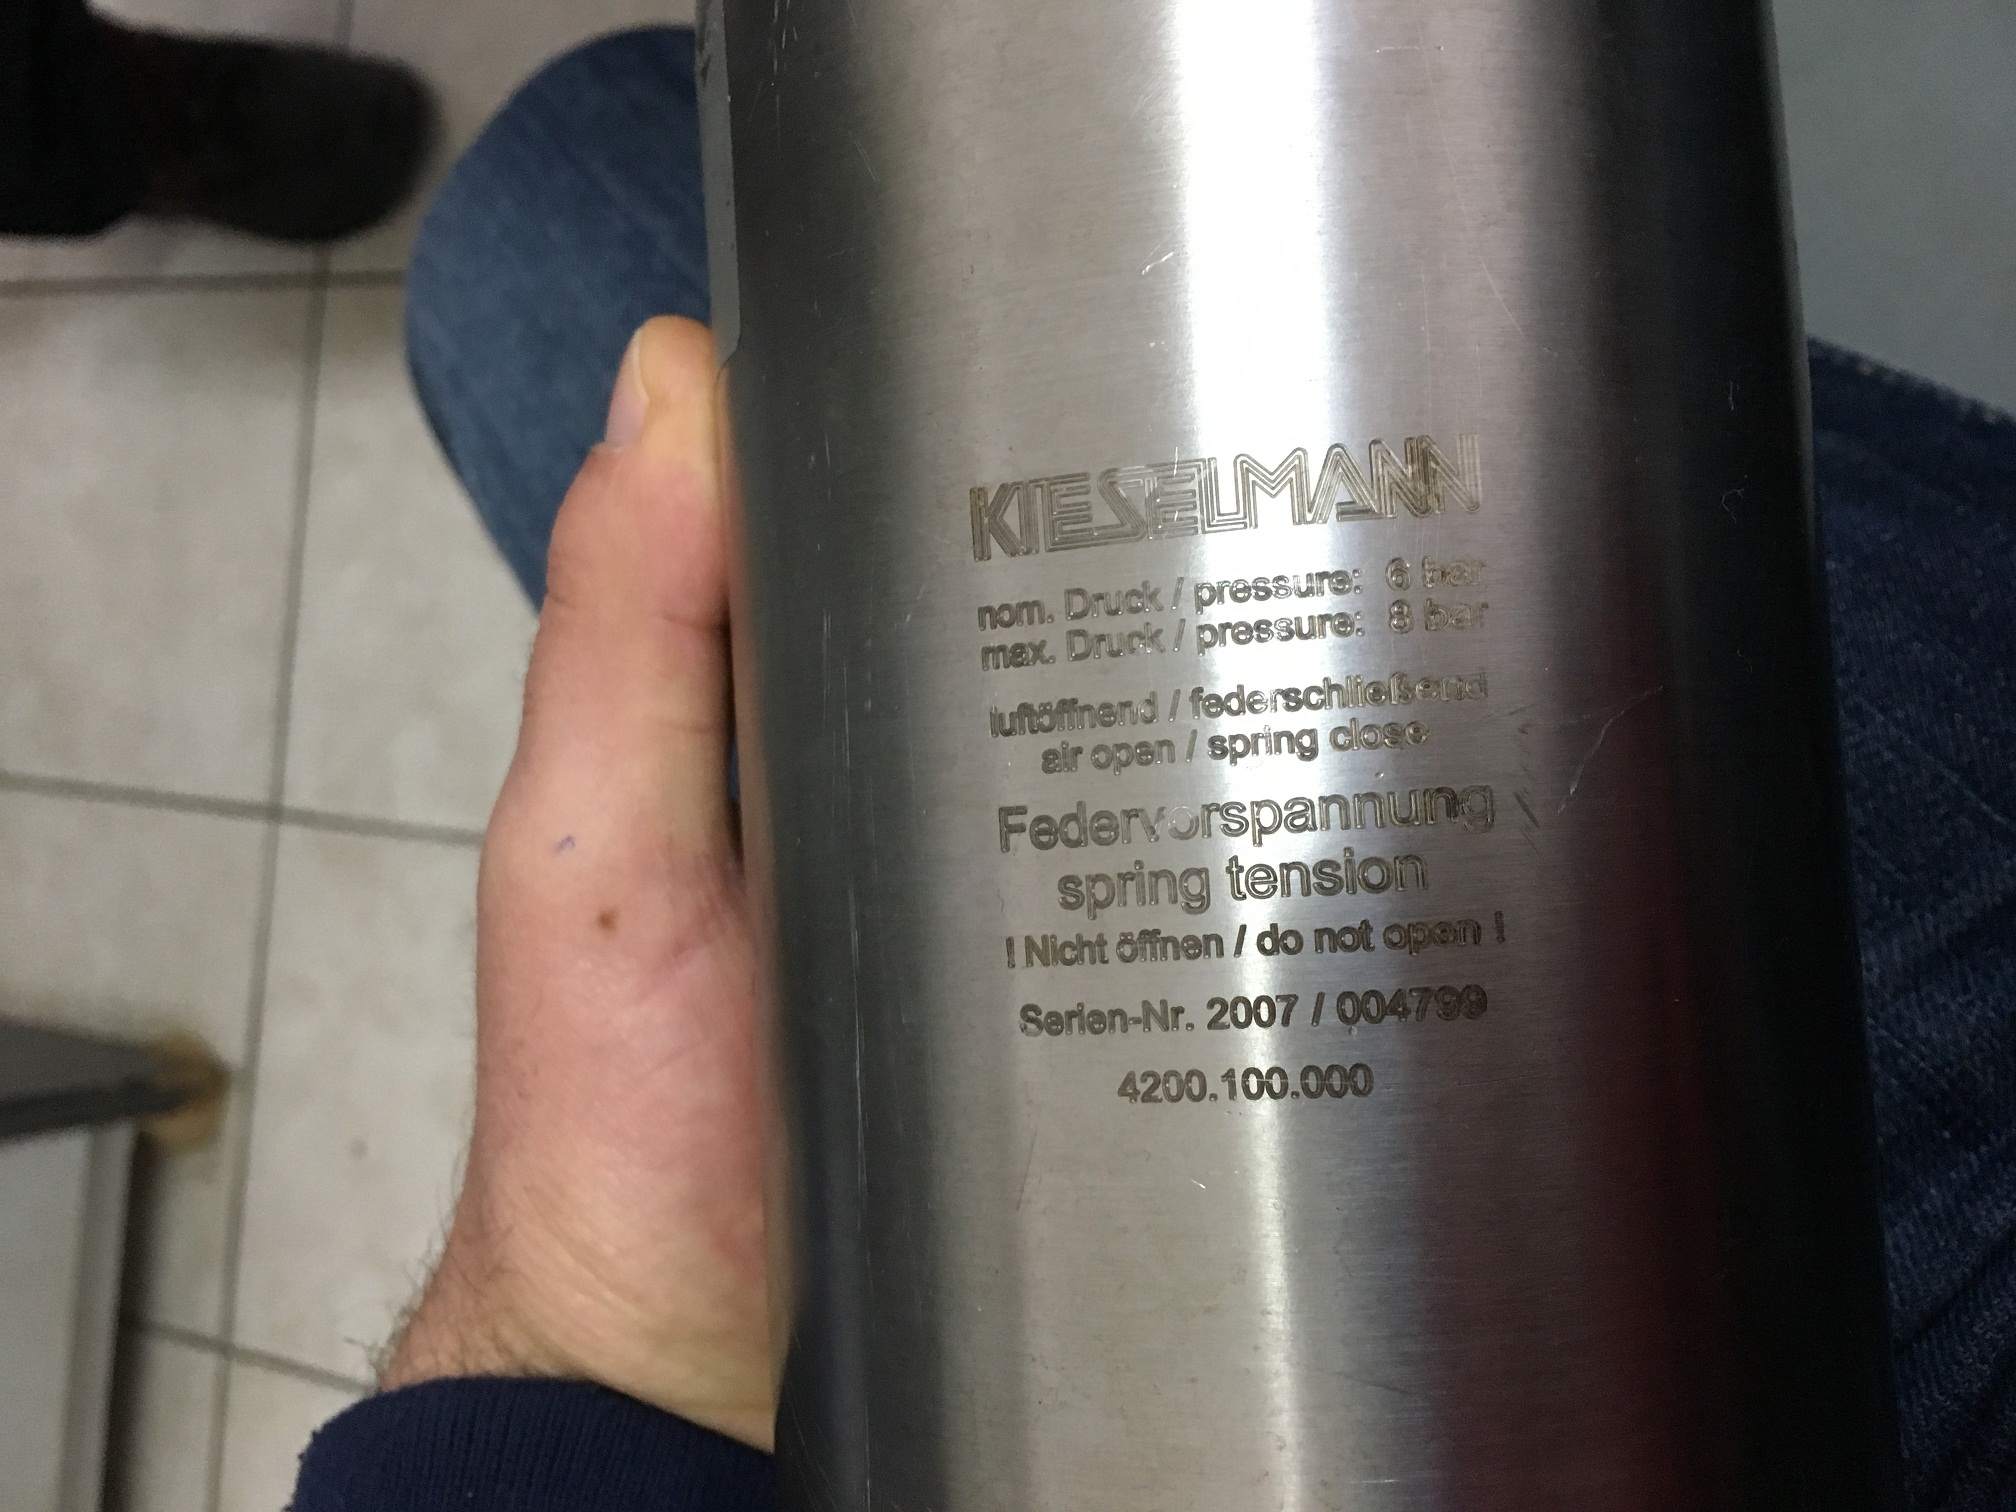 KIESELMANN
nom. Druck / pressure: 6 bar
max. Druck / pressure: 8 bar
luftöffnend / federschließend
air open / spring close
Federvorspannung
spring tension
! Nicht öffnen / do not open !
Serien-Nr. 2007 / 004799
4200.100.000